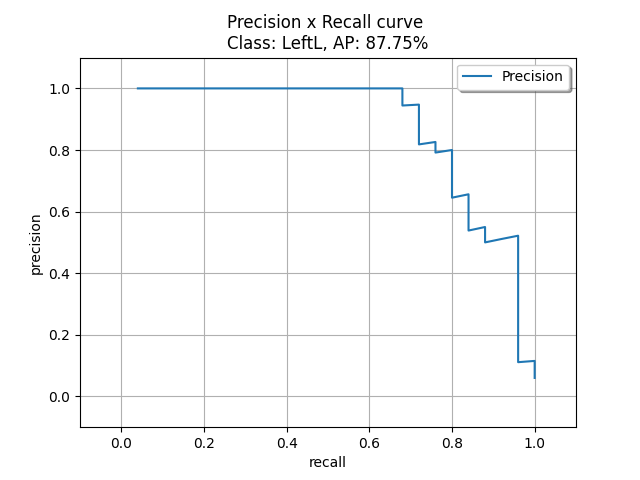 Precision x Recall curve
Class: LeftL, AP: 87.75%
Precision
1.0
0.8
0.6
0.4
0.2
0.0
precision
0.0 0.2 0.4 0.6 0.8 1.0
recall